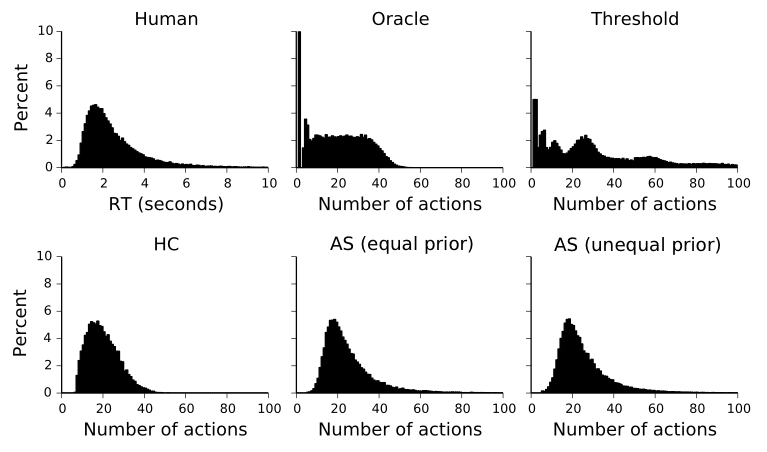 Human Oracle Threshold
10 8 6 4 2 0
Percent
0 2 4 6 8 10
0 20 40 60 80 100
0 20 40 60 80 100
RT (seconds) Number of actions Number of actions
HC AS (equal prior) AS (unequal prior)
10 8 6 4 2 0
Percent
0 20 40 60 80 100
0 20 40 60 80 100
0 20 40 60 80 100
Number of actions Number of actions Number of actions